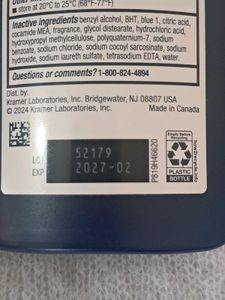 • store at 20°C to 25°C (68°F-77°F)
Inactive ingredients benzyl alcohol, BHT, blue 1, citric acid,
cocamide MEA, fragrance, glycol distearate, hydrochloric acid,
hydroxypropyl methylcellulose, polyquaternium-7, sodium
benzoate, sodium chloride, sodium cocoyl sarcosinate, sodium
hydroxide, sodium laureth sulfate, tetrasodium EDTA, water.
Questions or comments? 1-800-824-4894
Dist. by:
Kramer Laboratories, Inc. Bridgewater, NJ 08807 USA
© 2024 Kramer Laboratories, Inc.
Made in Canada
LOT 52179
EXP 2027-02
P819H46620
Empty Before
Recycling
PLASTIC
BOTTLE